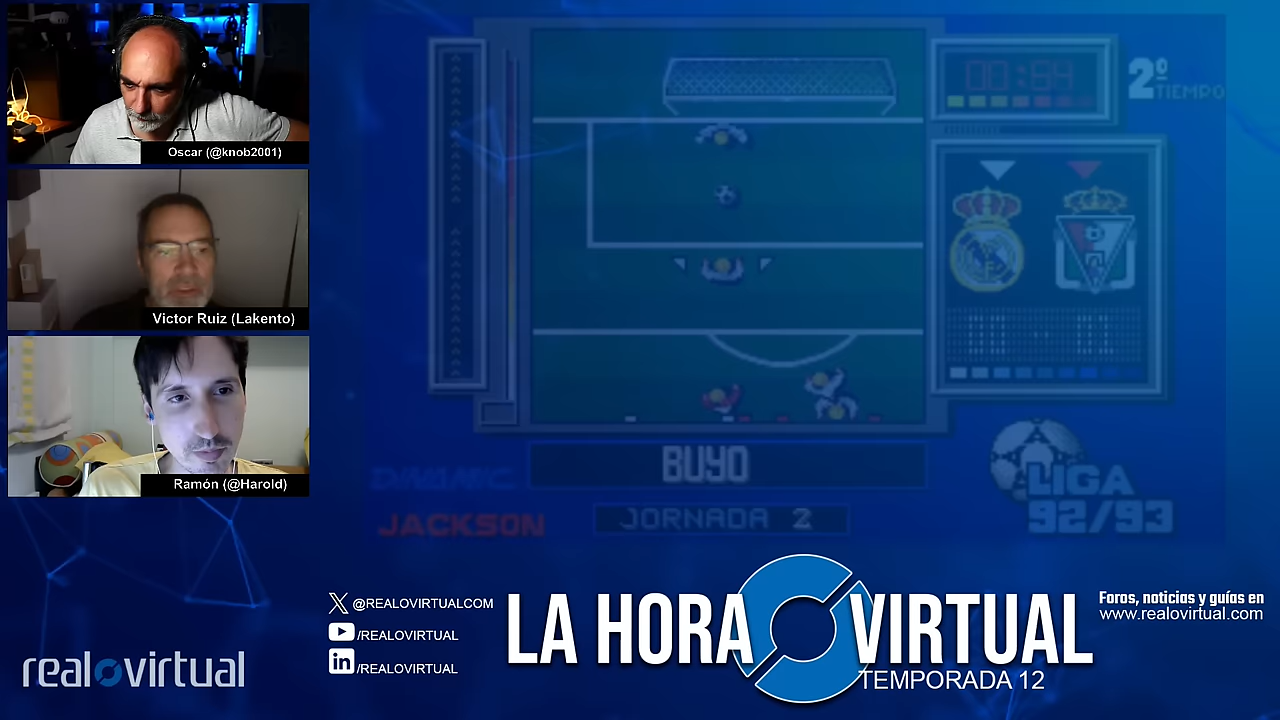 Oscar (@knob2001)
Victor Ruiz (Lakento)
Ramón (@Harold)
2º
TIEMPO
BUYO
DINAMIC
JACKSON
JORNADA 2
LIGA
92/93
@REALOVIRTUALCOM
/REALOVIRTUAL
/REALOVIRTUAL
LA HORA VIRTUAL
TEMPORADA 12
Foros, noticias y guías en
www.realovirtual.com
realovirtual